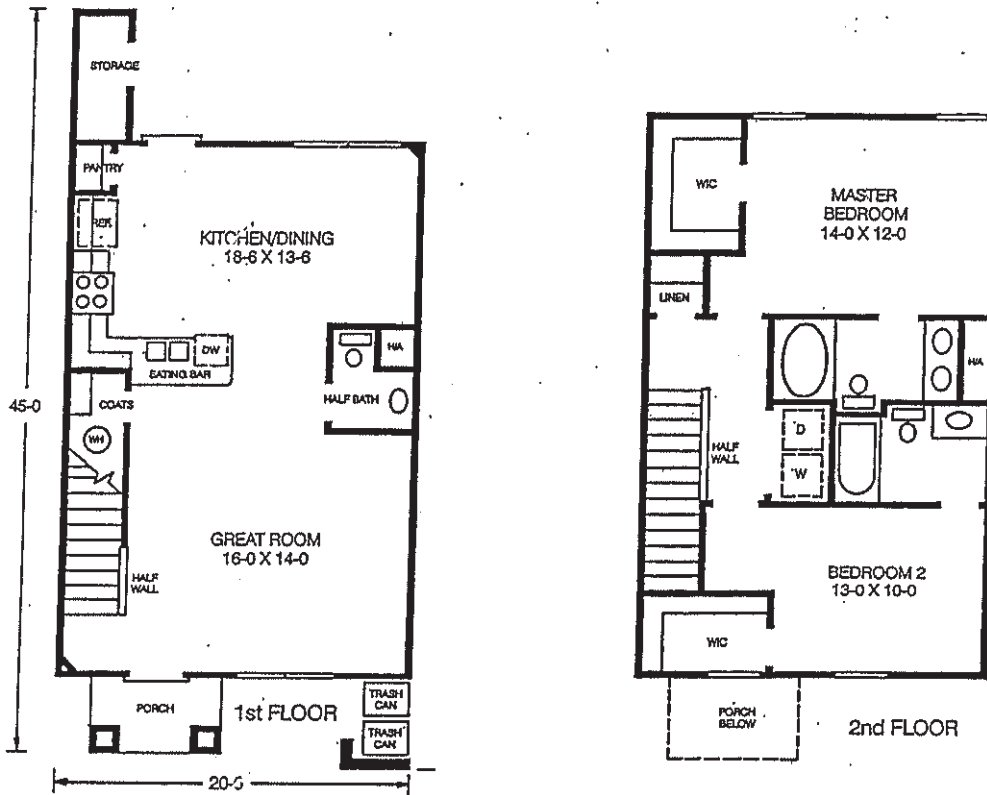 STORAGE
PANTRY
REF.
KITCHEN/DINING
18-6 X 13-6
DW
EATING BAR
H/A
HALF BATH
COATS
WH
45-0
GREAT ROOM
16-0 X 14-0
HALF
WALL
PORCH
1st FLOOR
TRASH
CAN
TRASH
CAN
WIC
MASTER
BEDROOM
14-0 X 12-0
LINEN
H/A
HALF
WALL
D
W
BEDROOM 2
13-0 X 10-0
WIC
PORCH
BELOW
2nd FLOOR